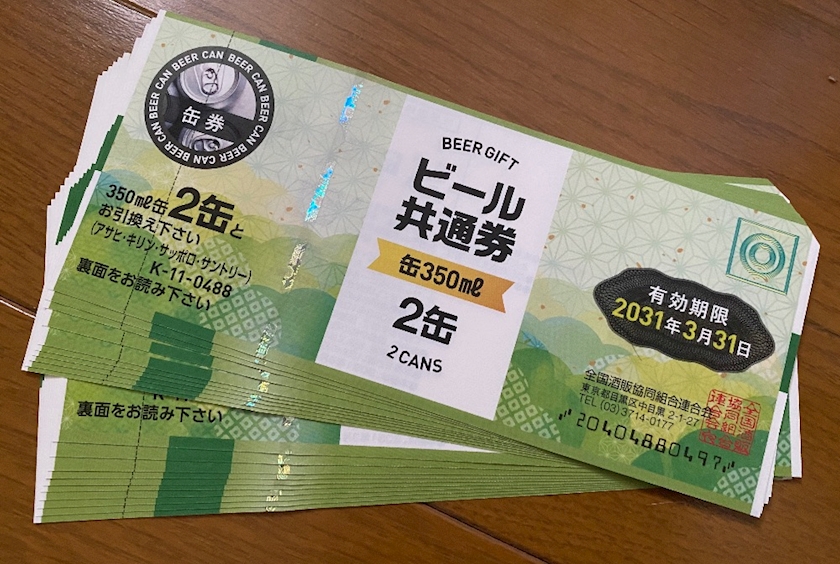 BEER CAN BEER CAN BEER CAN BEER CAN BEER CAN BEER CAN
缶券
350㎖缶2缶と
お引換え下さい
(アサヒ・キリン・サッポロ・サントリー)
K-11-0488
裏面をお読み下さい
BEER GIFT
ビール
共通券
缶350㎖
2缶
2 CANS
有効期限
2031年3月31日
全国酒販協同組合連合会
東京都目黒区中目黒 2-1-27
TEL (03) 3714-0177
20404880497
裏面をお読み下さい